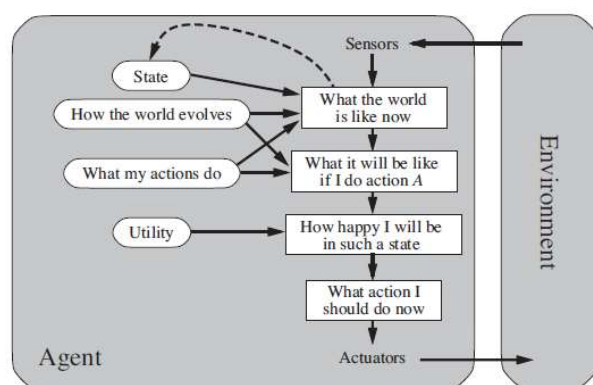 Sensors
State
What the world
is like now
How the world evolves
What my actions do
What it will be like
if I do action A
Utility
How happy I will be
in such a state
What action I
should do now
Agent
Actuators
Environment